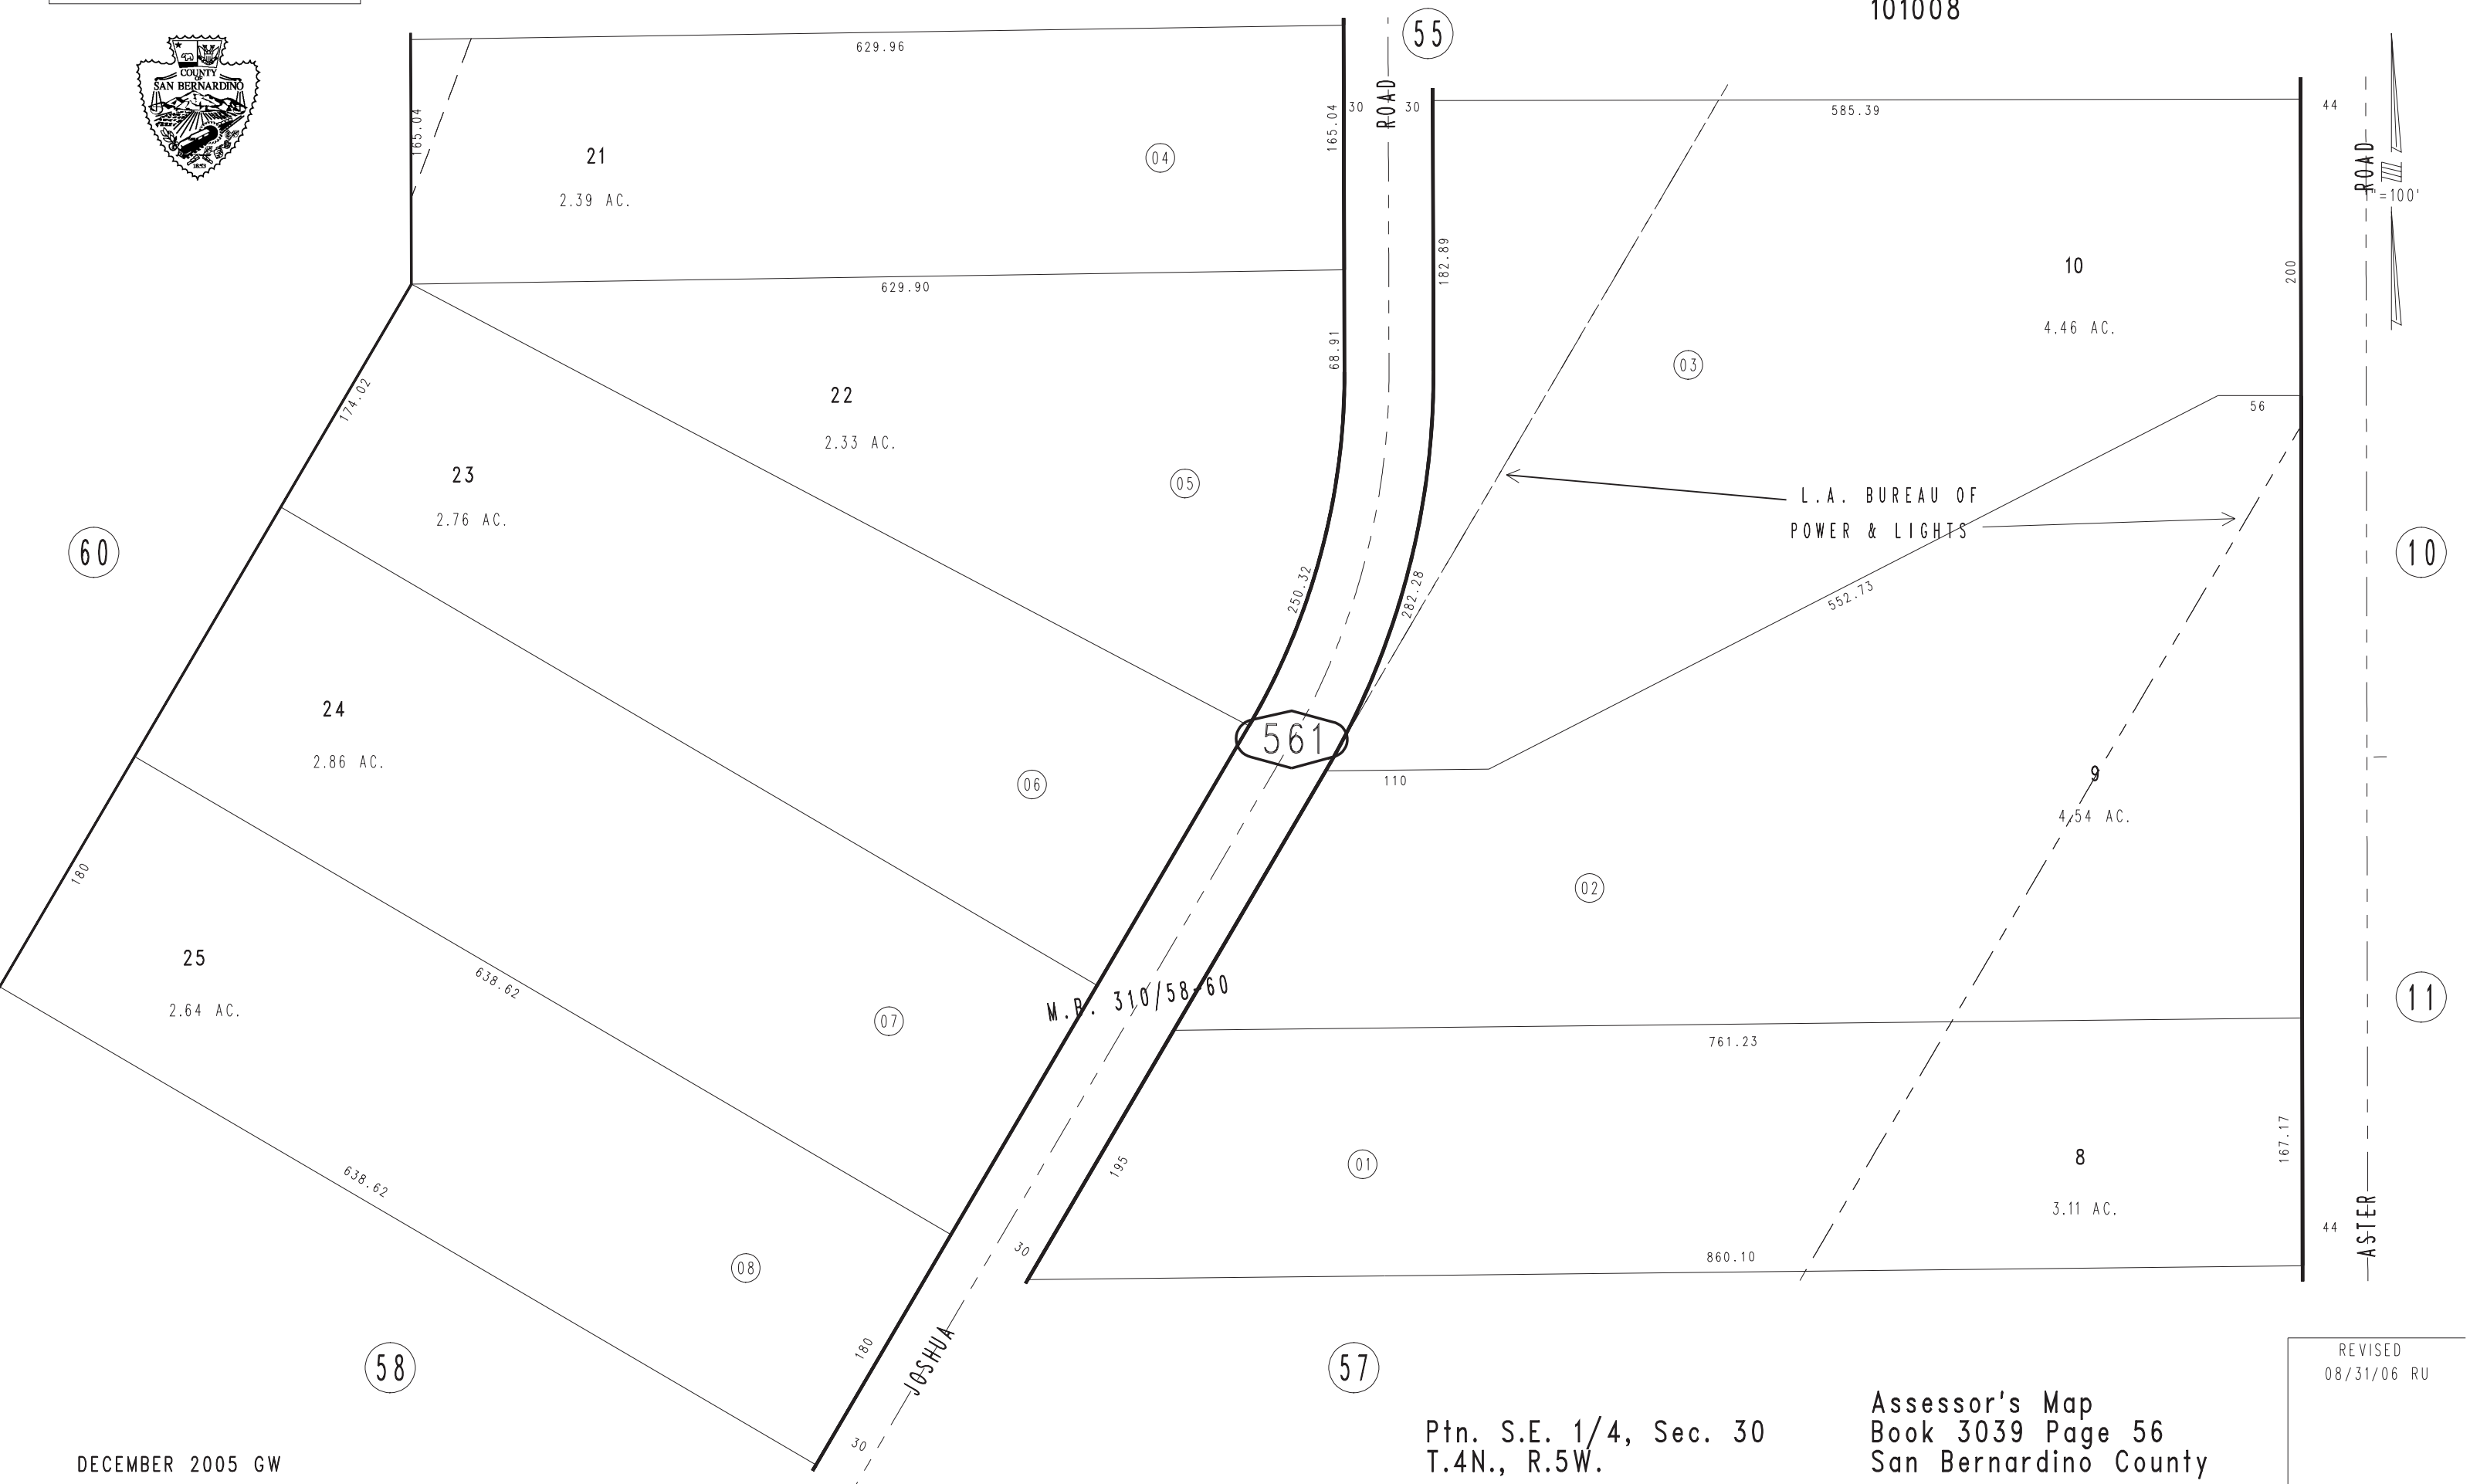 101008
COUNTY
OF
SAN BERNARDINO
1853
55
629.96
165.04
165.04
30
ROAD
30
585.39
44
ROAD
"=100'
21
2.39 AC.
04
182.89
10
4.46 AC.
200
629.90
68.91
03
56
174.02
22
2.33 AC.
23
2.76 AC.
05
L.A. BUREAU OF
POWER & LIGHTS
60
10
250.32
282.28
552.73
24
2.86 AC.
561
110
06
9
4.54 AC.
180
02
25
2.64 AC.
638.62
07
M.B. 310/58-60
11
761.23
638.62
195
01
8
3.11 AC.
167.17
08
30
860.10
44
ASTER
180
JOSHUA
30
58
57
REVISED
08/31/06 RU
Ptn. S.E. 1/4, Sec. 30
T.4N., R.5W.
Assessor's Map
Book 3039 Page 56
San Bernardino County
DECEMBER 2005 GW